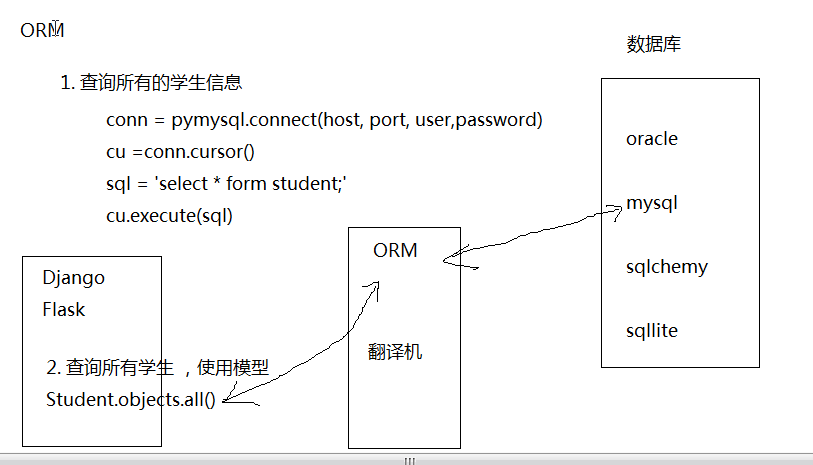 ORM
1. 查询所有的学生信息
conn = pymysql.connect(host, port, user,password)
cu =conn.cursor()
sql = 'select * form student;'
cu.execute(sql)
Django
Flask
2. 查询所有学生 ，使用模型
Student.objects.all()
ORM
翻译机
数据库
oracle
mysql
sqlchemy
sqllite